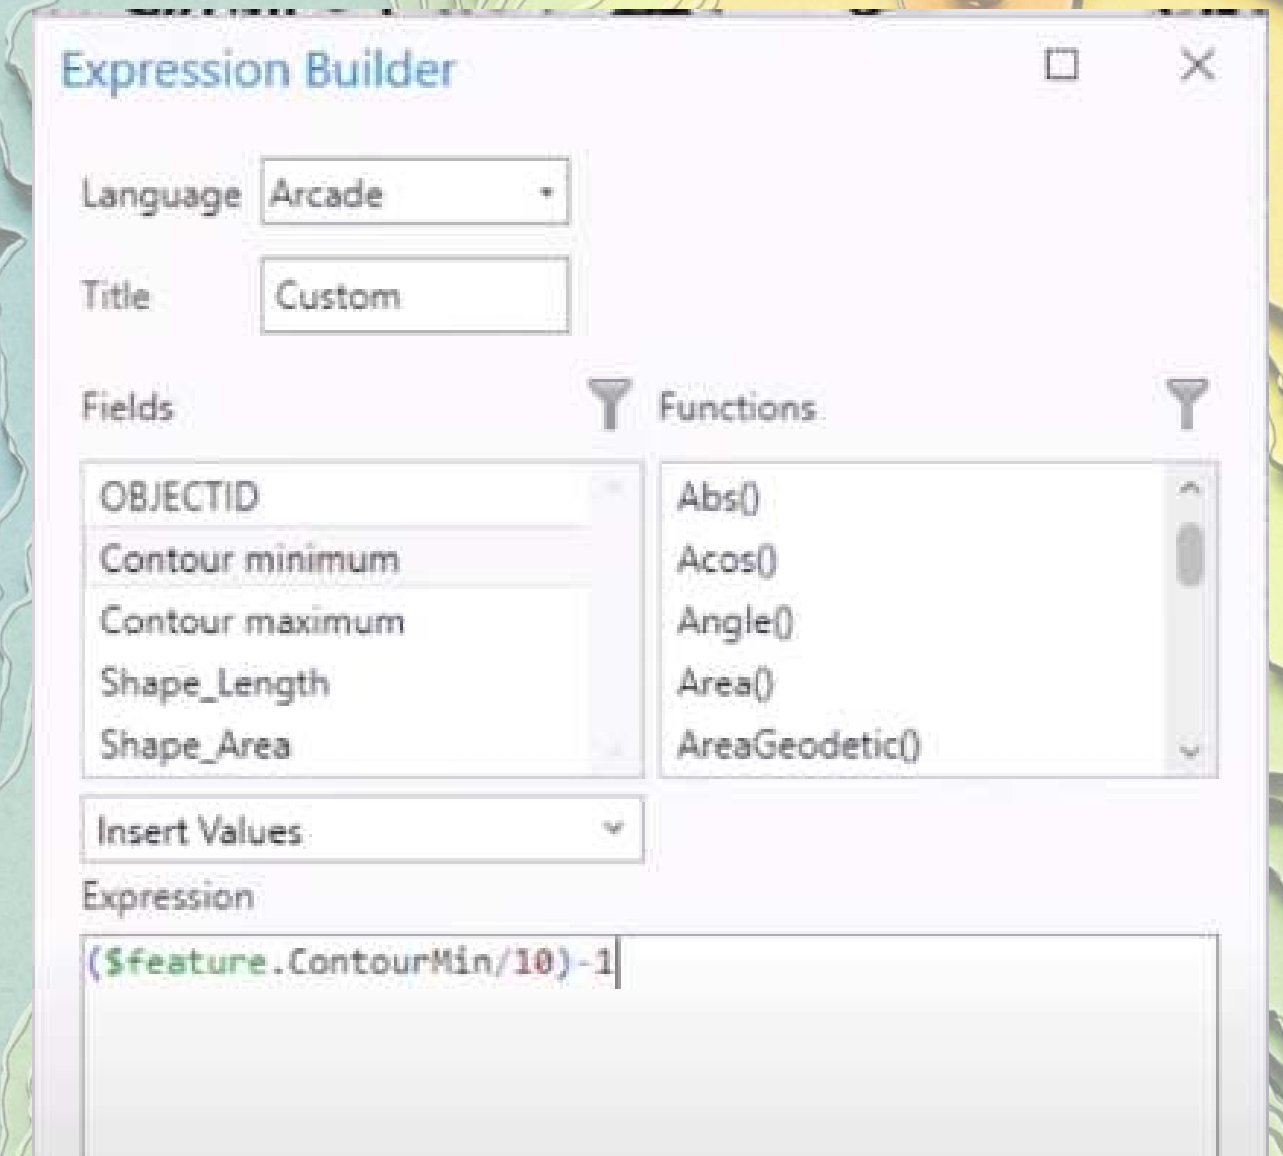 Expression Builder
Language Arcade
Title Custom
Fields
Functions
OBJECTID
Contour minimum
Contour maximum
Shape_Length
Shape_Area
Abs()
Acos()
Angle()
Area()
AreaGeodetic()
Insert Values
Expression
($feature.ContourMin/10)-1